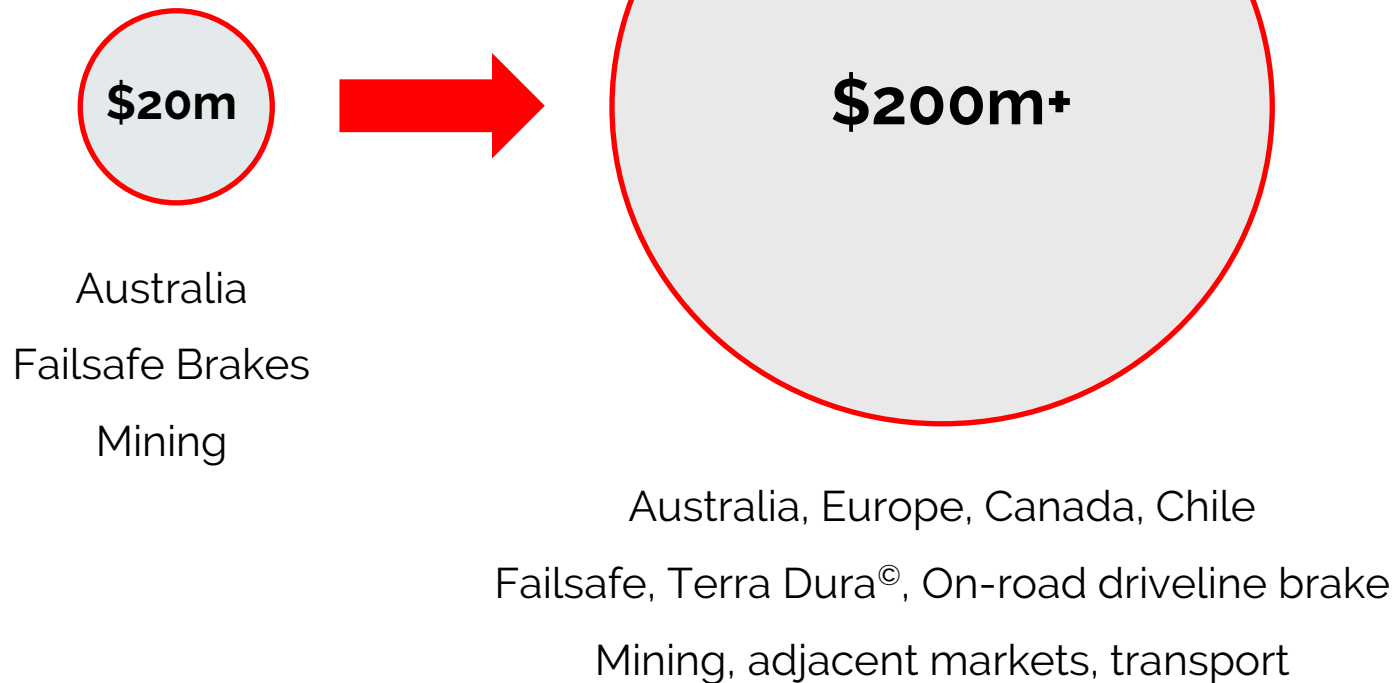 $20m
$200m+
Australia
Failsafe Brakes
Mining
Australia, Europe, Canada, Chile
Failsafe, Terra Dura©, On-road driveline brake
Mining, adjacent markets, transport